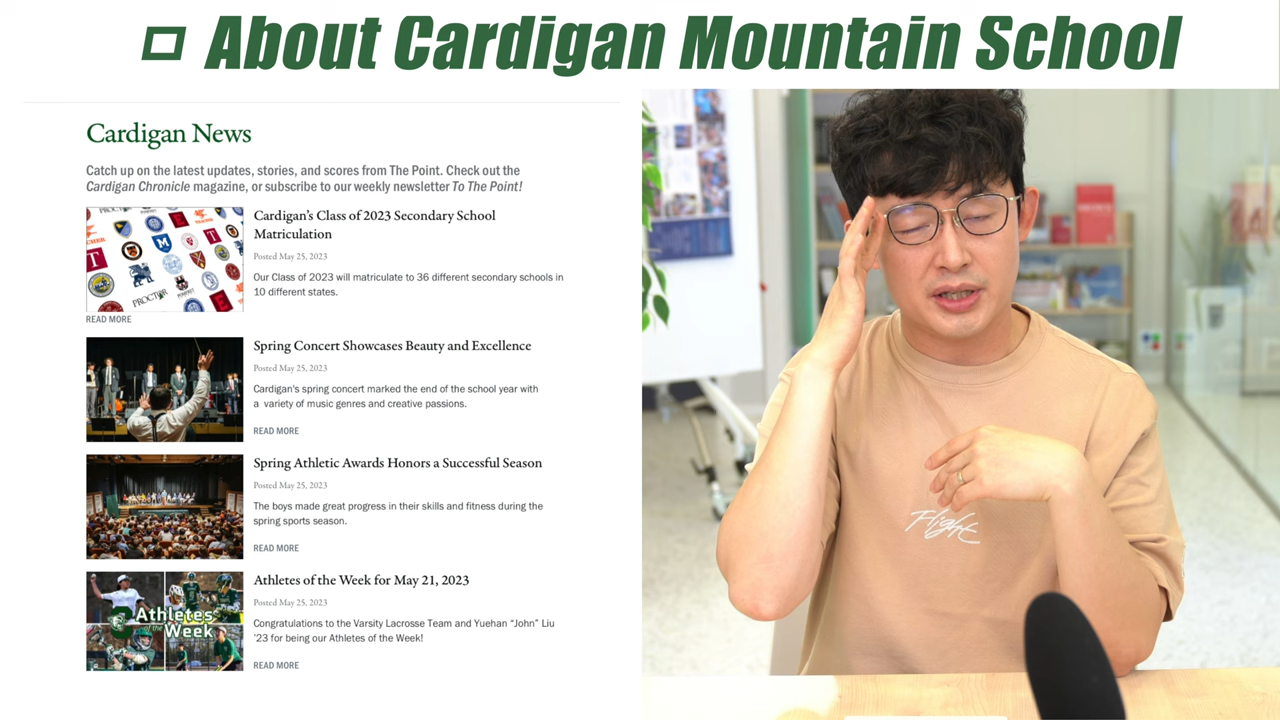 About Cardigan Mountain School
Cardigan News
Catch up on the latest updates, stories, and scores from The Point. Check out the
Cardigan Chronicle magazine, or subscribe to our weekly newsletter To The Point!
Cardigan's Class of 2023 Secondary School
Matriculation
Posted May 25, 2023
Our Class of 2023 will matriculate to 36 different secondary schools in
10 different states.
READ MORE
PROCTOR
Spring Concert Showcases Beauty and Excellence
Posted May 25, 2023
Cardigan's spring concert marked the end of the school year with
a variety of music genres and creative passions.
READ MORE
Spring Athletic Awards Honors a Successful Season
Posted May 25, 2023
The boys made great progress in their skills and fitness during the
spring sports season.
READ MORE
Athletes of the Week for May 21, 2023
Posted May 25, 2023
Congratulations to the Varsity Lacrosse Team and Yuehan “John” Liu
'23 for being our Athletes of the Week!
READ MORE
Athletes
of the Week
Flight